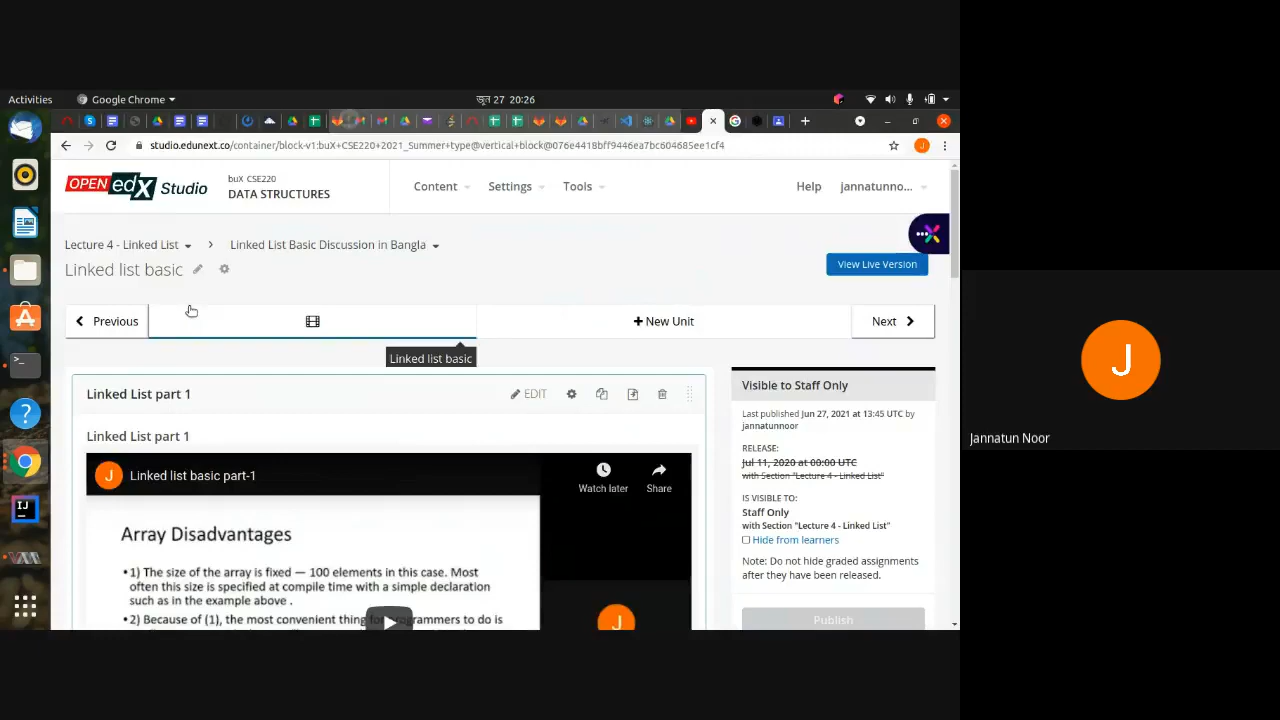 Activities
Google Chrome
जून 27 20:26
studio.edunext.co/container/block-v1:buX+CSE220+2021_Summer+type@vertical+block@076e4418bff9446ea7bc604685ee1cf4
J
OPEN edX Studio
buX CSE220
DATA STRUCTURES
Content
Settings
Tools
Help
jannatunno...
Lecture 4 - Linked List
Linked List Basic Discussion in Bangla
Linked list basic
View Live Version
Previous
+ New Unit
Next
Linked list basic
Linked List part 1
EDIT
Linked List part 1
J
Linked list basic part-1
Watch later
Share
Array Disadvantages
•1) The size of the array is fixed — 100 elements in this case. Most
often this size is specified at compile time with a simple declaration
such as in the example above .
•2) Because of (1), the most convenient thing for programmers to do is
J
Visible to Staff Only
Last published Jun 27, 2021 at 13:45 UTC by
jannatunnoor
RELEASE:
Jul 11, 2020 at 00:00 UTC
with Section "Lecture 4 - Linked List"
IS VISIBLE TO:
Staff Only
with Section "Lecture 4 - Linked List"
Hide from learners
Note: Do not hide graded assignments
after they have been released.
Publish
J
Jannatun Noor